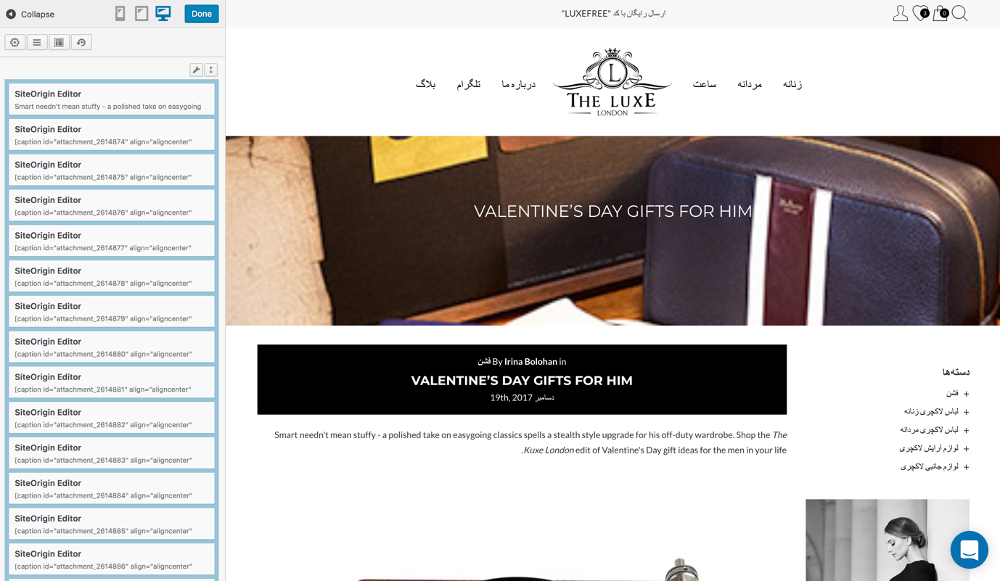 Collapse
Done
SiteOrigin Editor
Smart needn't mean stuffy - a polished take on easygoing
SiteOrigin Editor
[caption id="attachment_2614874" align="aligncenter"
SiteOrigin Editor
[caption id="attachment_2614875" align="aligncenter"
SiteOrigin Editor
[caption id="attachment_2614876" align="aligncenter"
SiteOrigin Editor
[caption id="attachment_2614877" align="aligncenter"
SiteOrigin Editor
[caption id="attachment_2614878" align="aligncenter"
SiteOrigin Editor
[caption id="attachment_2614879" align="aligncenter"
SiteOrigin Editor
[caption id="attachment_2614880" align="aligncenter"
SiteOrigin Editor
[caption id="attachment_2614881" align="aligncenter"
SiteOrigin Editor
[caption id="attachment_2614882" align="aligncenter"
SiteOrigin Editor
[caption id="attachment_2614883" align="aligncenter"
SiteOrigin Editor
[caption id="attachment_2614884" align="aligncenter"
SiteOrigin Editor
[caption id="attachment_2614885" align="aligncenter"
SiteOrigin Editor
[caption id="attachment_2614886" align="aligncenter"
ارسال رایگان با کد "LUXEFREE"
3
0
زنانه مردانه ساعت
L
THE LUXE
LONDON
درباره ما تلگرام بلاگ
VALENTINE'S DAY GIFTS FOR HIM
فشن By Irina Bolohan in
VALENTINE'S DAY GIFTS FOR HIM
19th, 2017 دسامبر
Smart needn't mean stuffy - a polished take on easygoing classics spells a stealth style upgrade for his off-duty wardrobe. Shop the The
.Kuxe London edit of Valentine's Day gift ideas for the men in your life
دسته‌ها
+ فشن
+ لباس لاکچری زنانه
+ لباس لاکچری مردانه
+ لوازم آرایش لاکچری
+ لوازم جانبی لاکچری